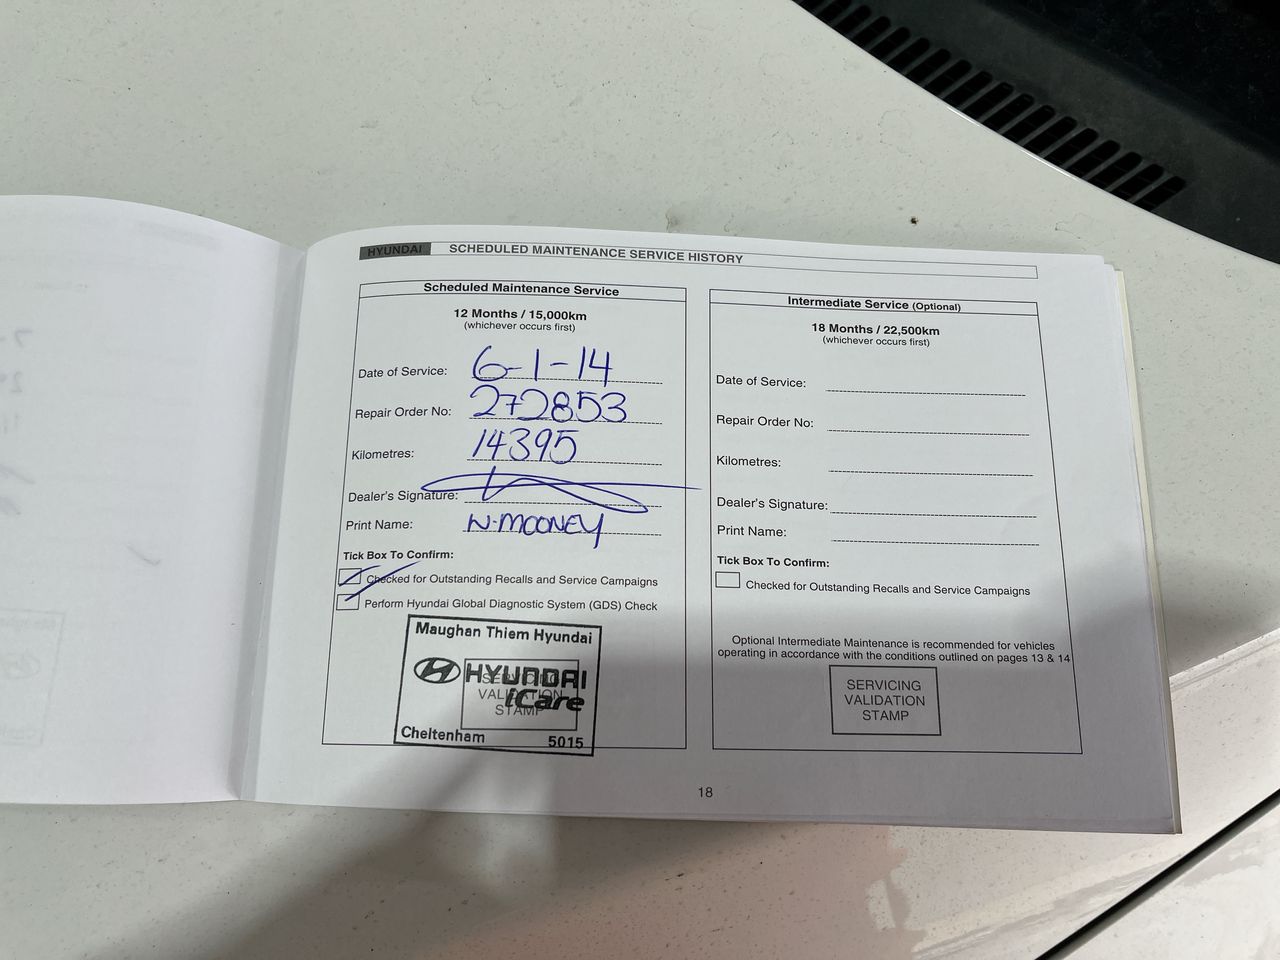 HYUNDAI SCHEDULED MAINTENANCE SERVICE HISTORY
Scheduled Maintenance Service
12 Months / 15,000km
(whichever occurs first)
Date of Service: 6-1-14
Repair Order No: 272853
Kilometres: 14395
Dealer's Signature:
Print Name: N.MOONEY
Tick Box To Confirm:
Checked for Outstanding Recalls and Service Campaigns
Perform Hyundai Global Diagnostic System (GDS) Check
Maughan Thiem Hyundai
HYUNDAI
iCare
SERVICING
VALIDATION
STAMP
Cheltenham 5015
Intermediate Service (Optional)
18 Months / 22,500km
(whichever occurs first)
Date of Service:
Repair Order No:
Kilometres:
Dealer's Signature:
Print Name:
Tick Box To Confirm:
Checked for Outstanding Recalls and Service Campaigns
Optional Intermediate Maintenance is recommended for vehicles
operating in accordance with the conditions outlined on pages 13 & 14
SERVICING
VALIDATION
STAMP
18